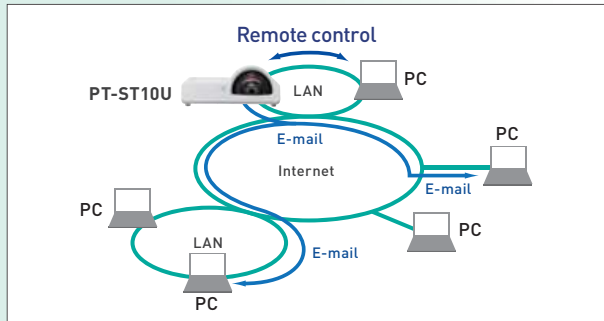 Remote control
PT-ST10U
LAN
PC
E-mail
PC
Internet
E-mail
PC
PC
LAN
E-mail
PC